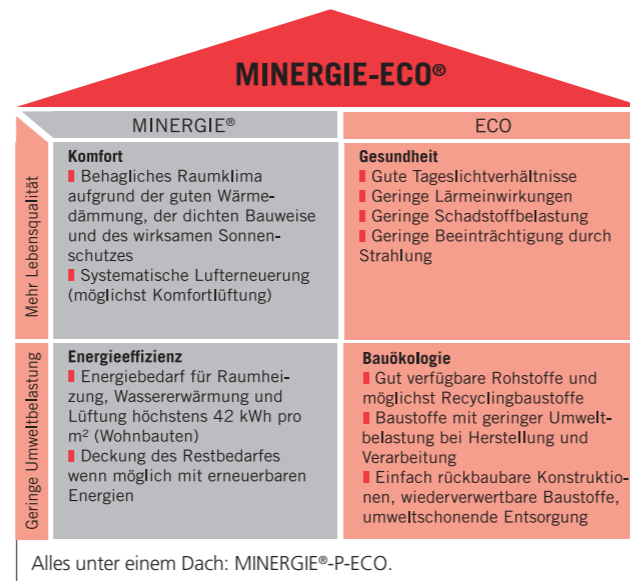 MINERGIE-ECO®
MINERGIE®
ECO
Mehr Lebensqualität
Komfort
Behagliches Raumklima
aufgrund der guten Wärme-
dämmung, der dichten Bauweise
und des wirksamen Sonnen-
schutzes
Systematische Lufterneuerung
(möglichst Komfortlüftung)
Gesundheit
Gute Tageslichtverhältnisse
Geringe Lärmeinwirkungen
Geringe Schadstoffbelastung
Geringe Beeinträchtigung durch
Strahlung
Geringe Umweltbelastung
Energieeffizienz
Energiebedarf für Raumhei-
zung, Wassererwärmung und
Lüftung höchstens 42 kWh pro
m² (Wohnbauten)
Deckung des Restbedarfes
wenn möglich mit erneuerbaren
Energien
Bauökologie
Gut verfügbare Rohstoffe und
möglichst Recyclingbaustoffe
Baustoffe mit geringer Umwelt-
belastung bei Herstellung und
Verarbeitung
Einfach rückbaubare Konstruktio-
nen, wiederverwertbare Baustoffe,
umweltschonende Entsorgung
Alles unter einem Dach: MINERGIE®-P-ECO.